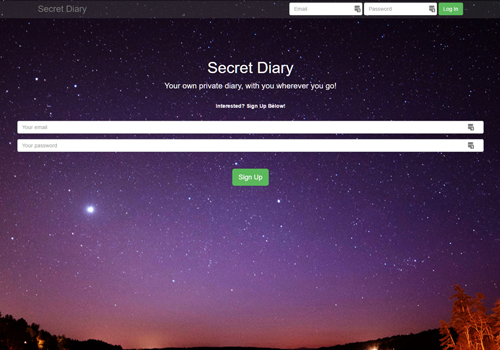 Secret Diary
Email
Password
Log In
Secret Diary
Your own private diary, with you wherever you go!
Interested? Sign Up Below!
Your email
Your password
Sign Up